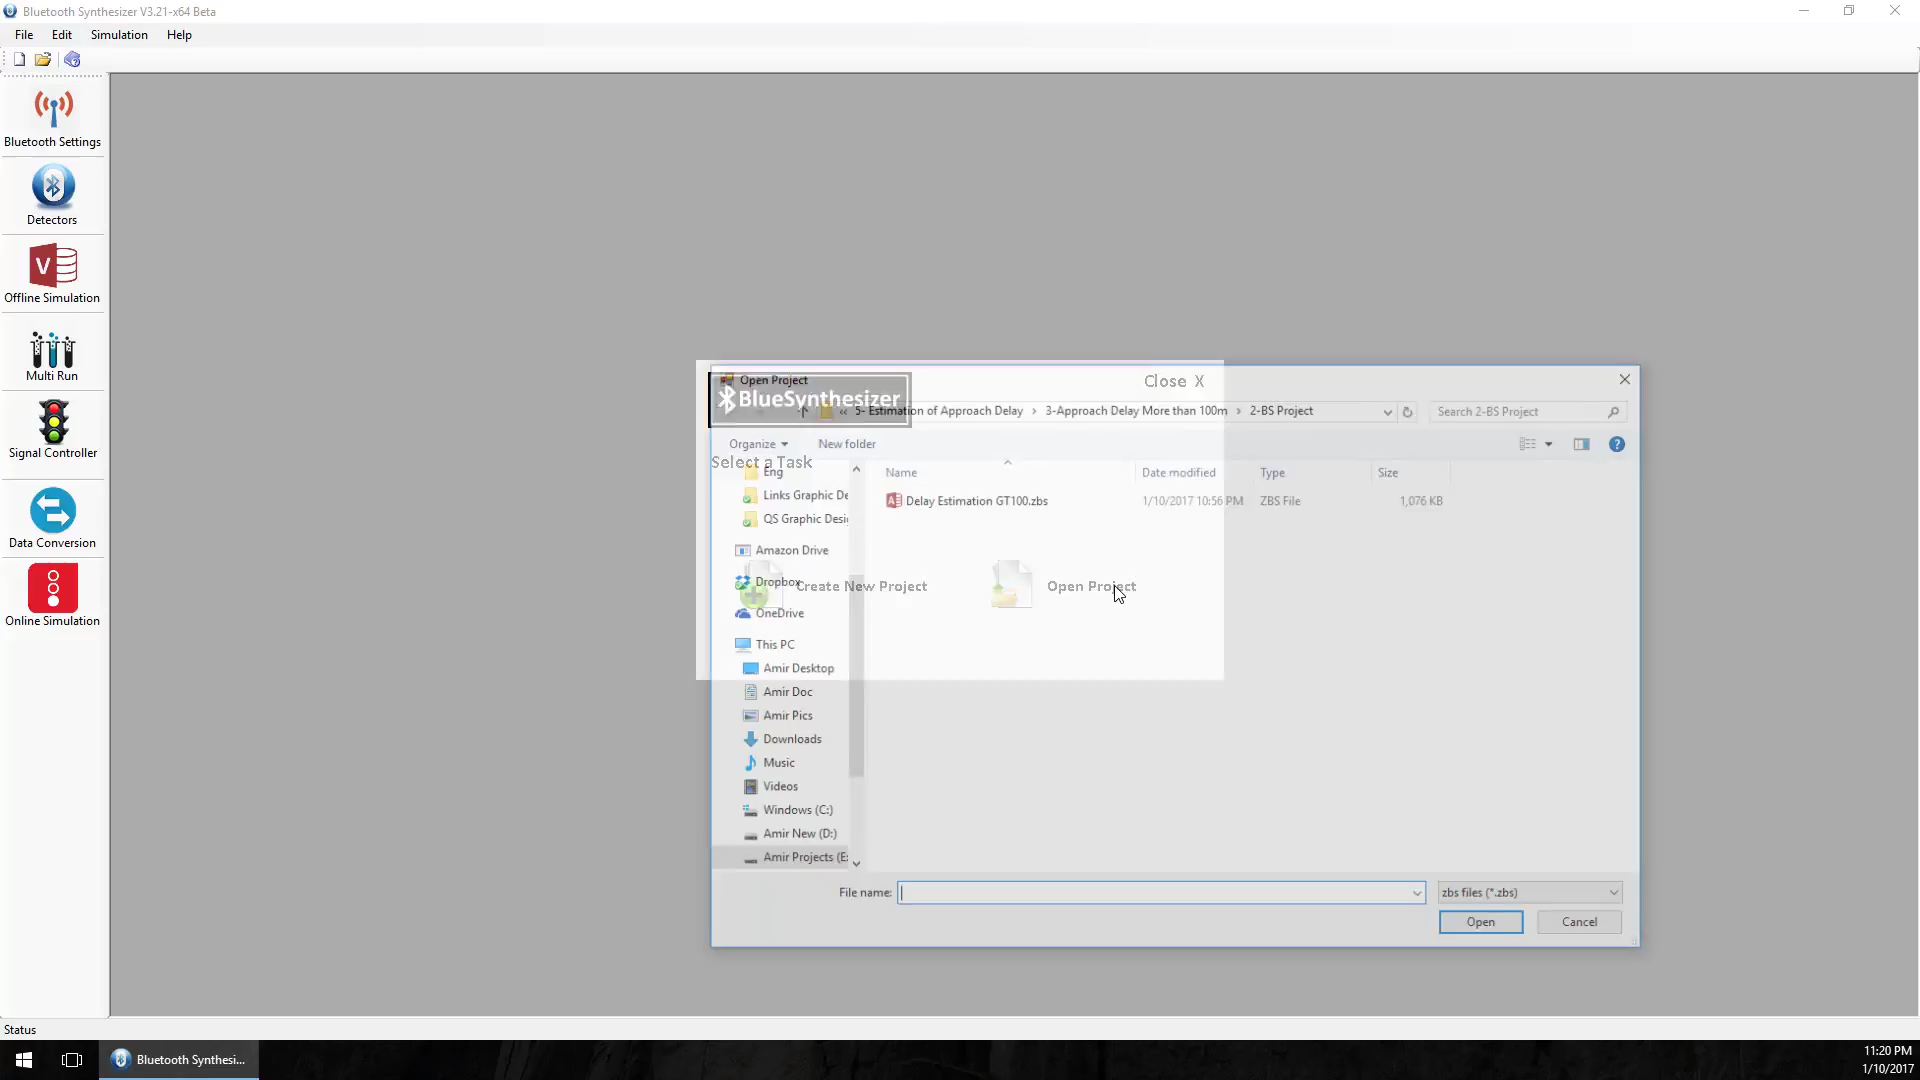 Bluetooth Synthesizer V3.21-x64 Beta
File Edit Simulation Help
Bluetooth Settings
Detectors
Offline Simulation
Multi Run
Signal Controller
Data Conversion
Online Simulation
Open Project
Close X
BlueSynthesizer
« 5- Estimation of Approach Delay › 3-Approach Delay More than 100m › 2-BS Project
Search 2-BS Project
Organize New folder
Select a Task
Name Date modified Type Size
Eng
Links Graphic De
QS Graphic Desi
Delay Estimation GT100.zbs 1/10/2017 10:56 PM ZBS File 1,076 KB
Amazon Drive
Dropbox
OneDrive
Create New Project
Open Project
This PC
Amir Desktop
Amir Doc
Amir Pics
Downloads
Music
Videos
Windows (C:)
Amir New (D:)
Amir Projects (E:
File name:
zbs files (*.zbs)
Open Cancel
Status
Bluetooth Synthesi...
11:20 PM
1/10/2017